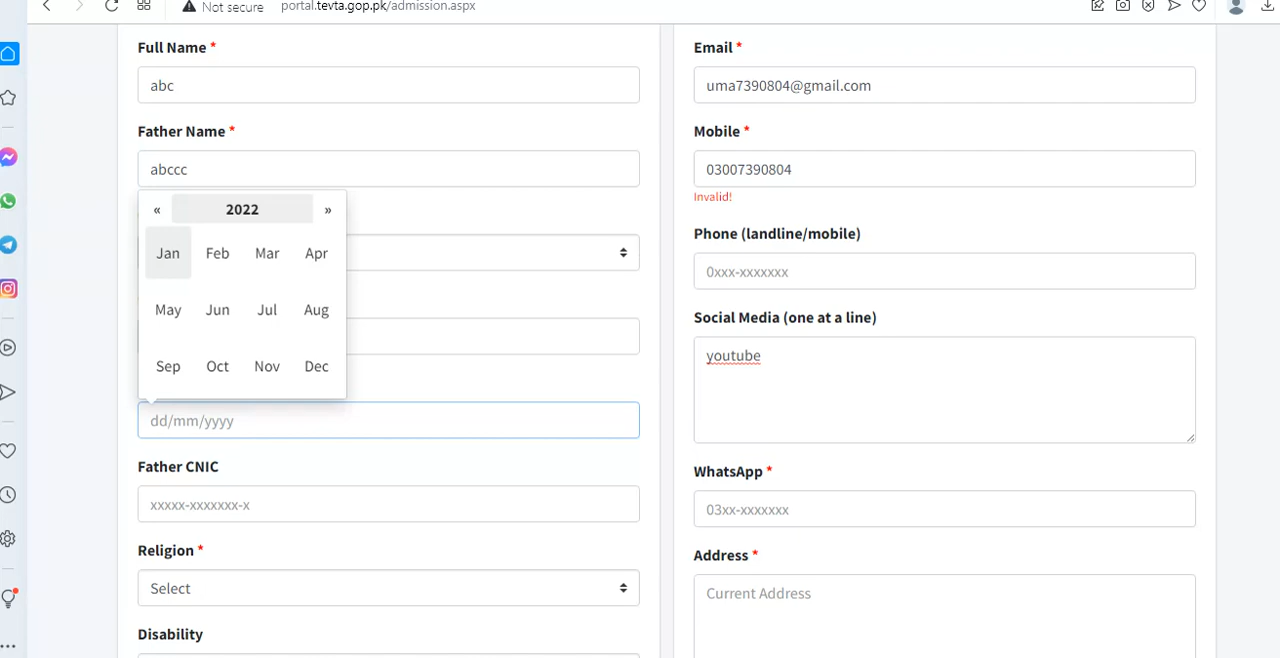 Not secure portal.tevta.gop.pk/admission.aspx
Full Name *
abc
Father Name *
abccc
« 2022 »
Jan Feb Mar Apr
May Jun Jul Aug
Sep Oct Nov Dec
dd/mm/yyyy
Father CNIC
xxxxx-xxxxxxx-x
Religion *
Select
Disability
Email *
uma7390804@gmail.com
Mobile *
03007390804
Invalid!
Phone (landline/mobile)
0xxx-xxxxxxx
Social Media (one at a line)
youtube
WhatsApp *
03xx-xxxxxxx
Address *
Current Address